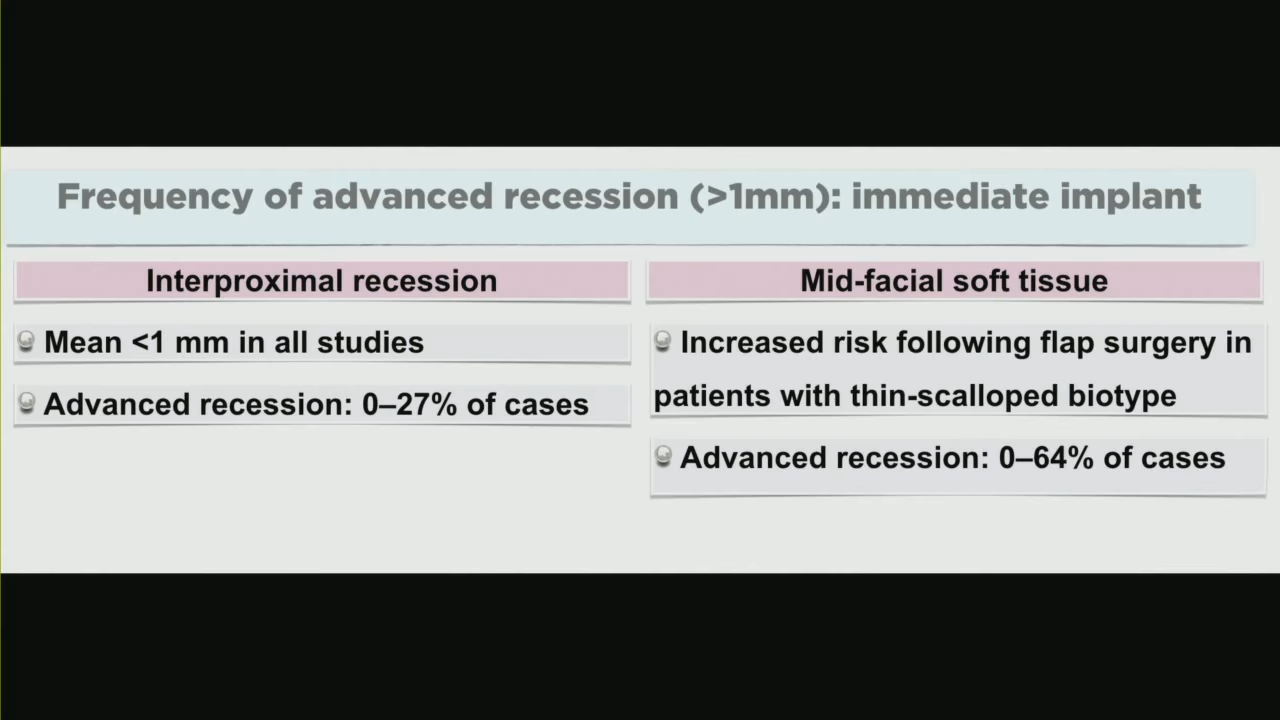 Frequency of advanced recession (>1mm): immediate implant
Interproximal recession
Mean <1 mm in all studies
Advanced recession: 0–27% of cases
Mid-facial soft tissue
Increased risk following flap surgery in
patients with thin-scalloped biotype
Advanced recession: 0–64% of cases